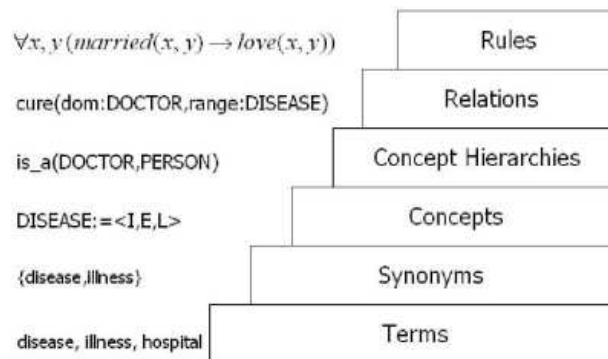 ∀x, y (married(x, y) → love(x, y)) Rules
cure(dom:DOCTOR,range:DISEASE) Relations
is_a(DOCTOR,PERSON) Concept Hierarchies
DISEASE:=<I,E,L> Concepts
{disease,illness} Synonyms
disease, illness, hospital Terms